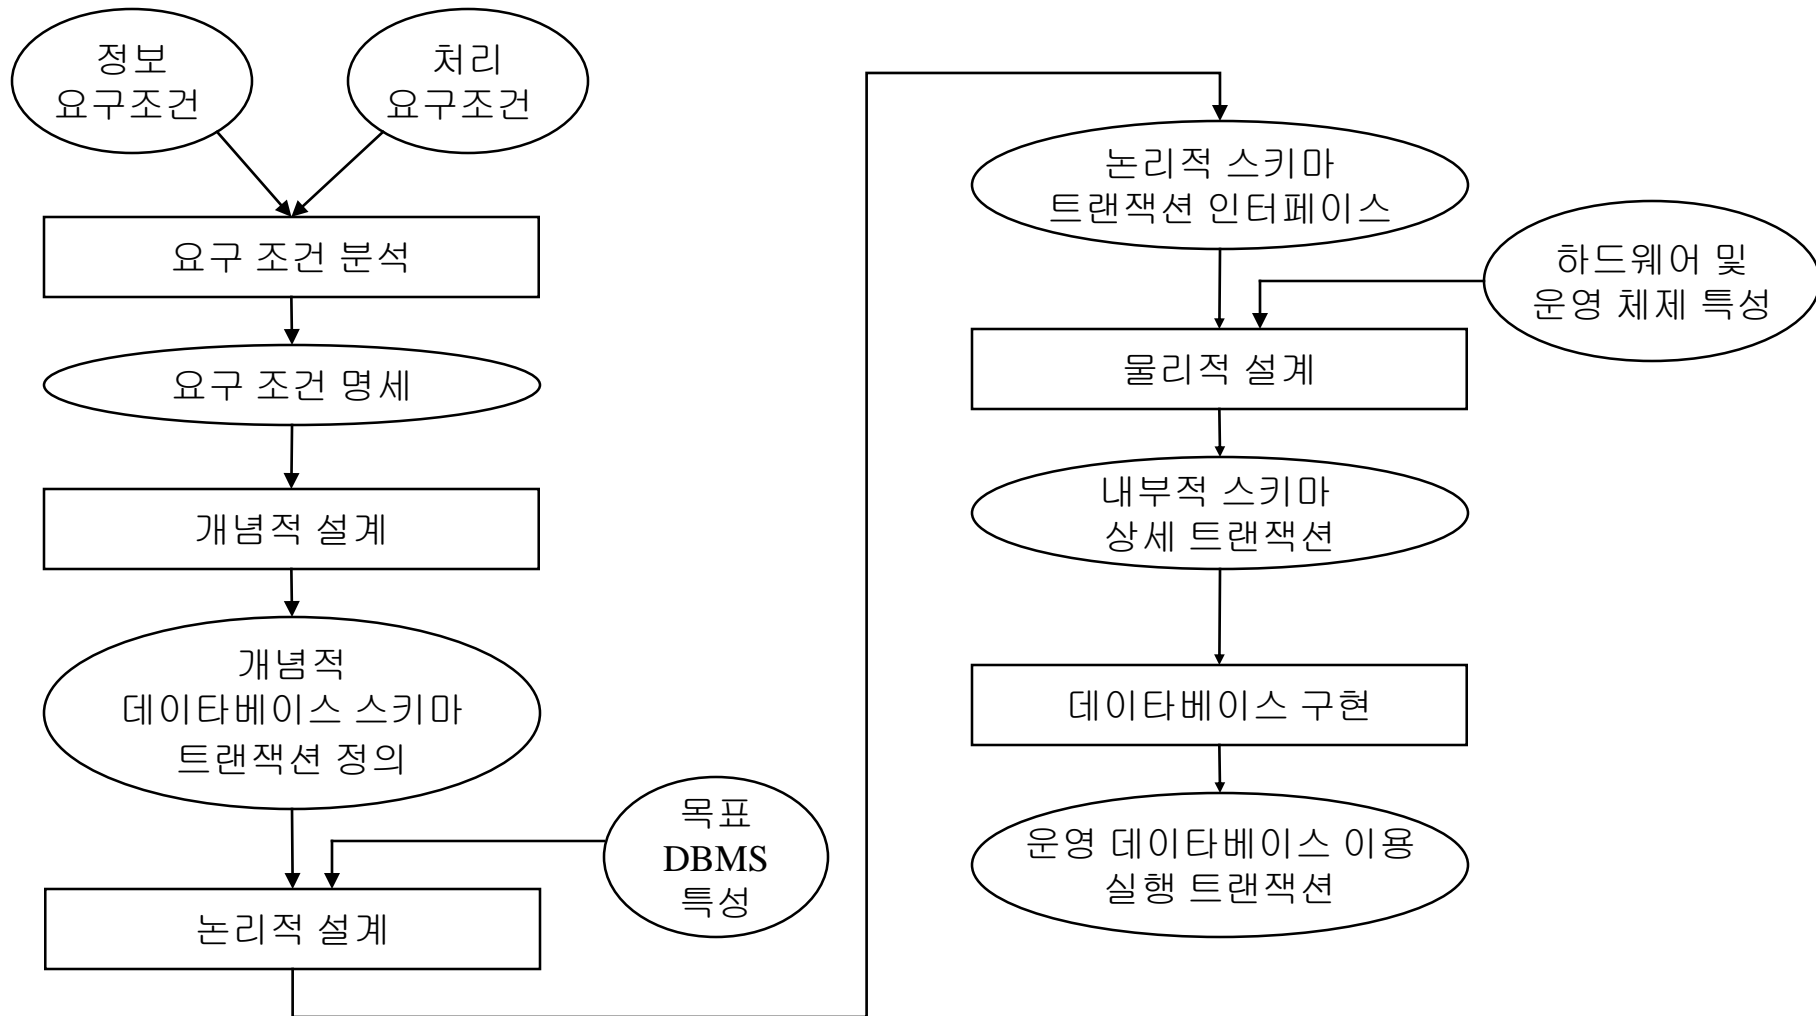 정보
요구조건
처리
요구조건
요구 조건 분석
요구 조건 명세
개념적 설계
개념적
데이타베이스 스키마
트랜잭션 정의
목표
DBMS
특성
논리적 설계
논리적 스키마
트랜잭션 인터페이스
하드웨어 및
운영 체제 특성
물리적 설계
내부적 스키마
상세 트랜잭션
데이타베이스 구현
운영 데이타베이스 이용
실행 트랜잭션